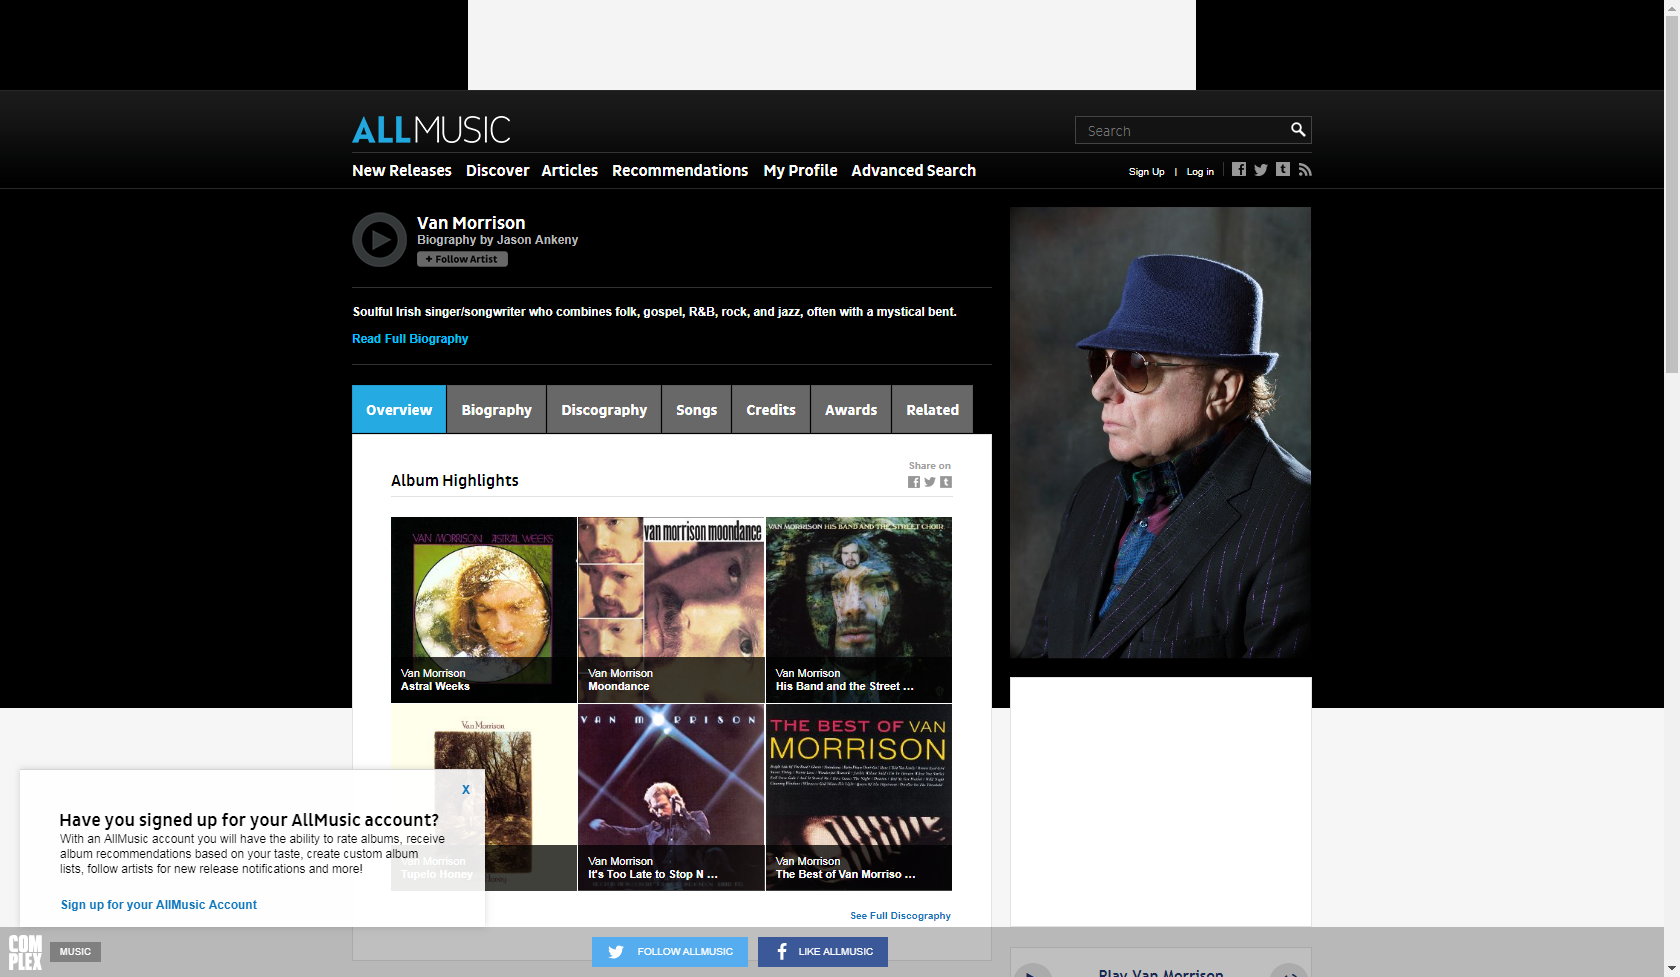 ALLMUSIC
Search
New Releases Discover Articles Recommendations My Profile Advanced Search
Sign Up | Log in
Van Morrison
Biography by Jason Ankeny
+ Follow Artist
Soulful Irish singer/songwriter who combines folk, gospel, R&B, rock, and jazz, often with a mystical bent.
Read Full Biography
Overview Biography Discography Songs Credits Awards Related
Share on
Album Highlights
VAN MORRISON ASTRAL WEEKS
van morrison moondance
VAN MORRISON HIS BAND AND THE STREET CHOIR
Van Morrison
Astral Weeks
Van Morrison
Moondance
Van Morrison
His Band and the Street ...
Van Morrison
VAN MORRISON
THE BEST OF VAN
MORRISON
Van Morrison
Tupelo Honey
Van Morrison
It's Too Late to Stop N ...
Van Morrison
The Best of Van Morriso ...
See Full Discography
X
Have you signed up for your AllMusic account?
With an AllMusic account you will have the ability to rate albums, receive
album recommendations based on your taste, create custom album
lists, follow artists for new release notifications and more!
Sign up for your AllMusic Account
COM
PLEX
MUSIC
FOLLOW ALLMUSIC
LIKE ALLMUSIC
Play Van Morrison